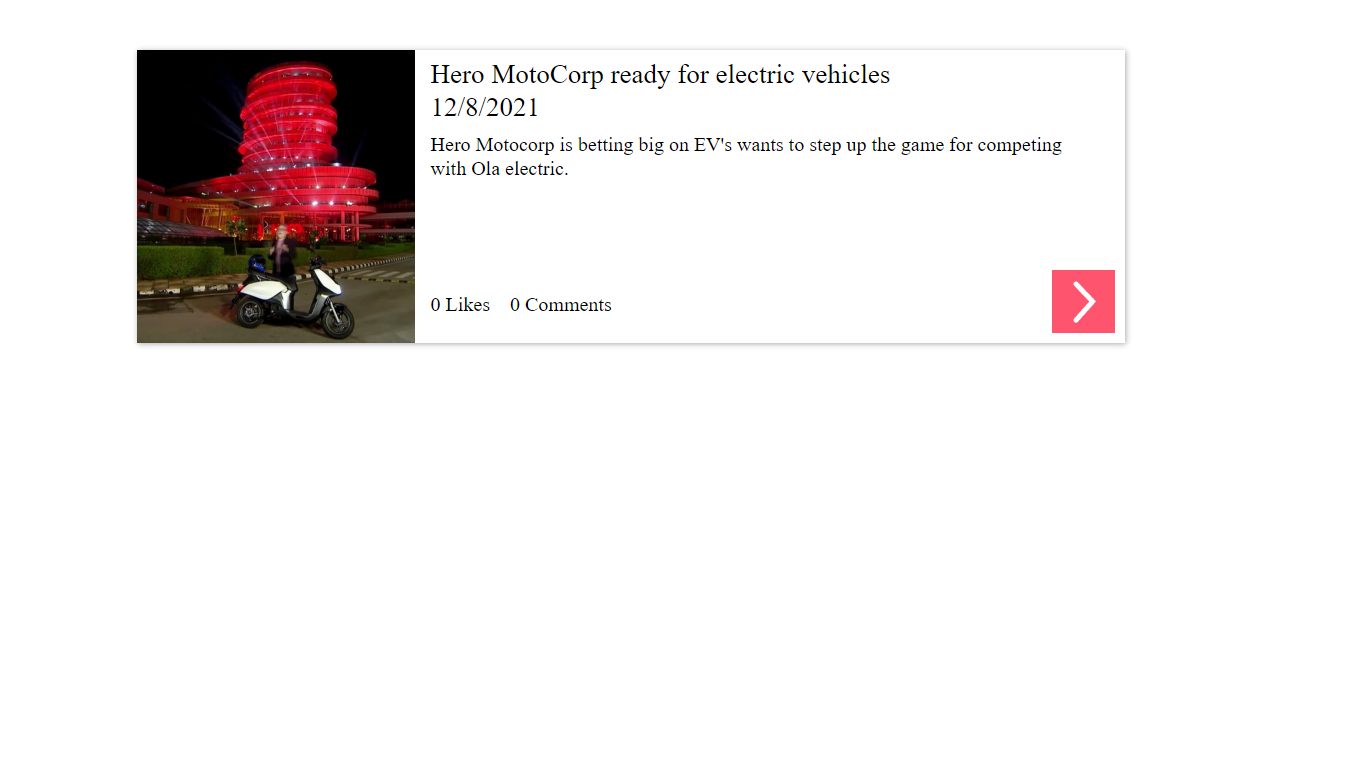 Hero MotoCorp ready for electric vehicles
12/8/2021
Hero Motocorp is betting big on EV's wants to step up the game for competing
with Ola electric.
0 Likes 0 Comments